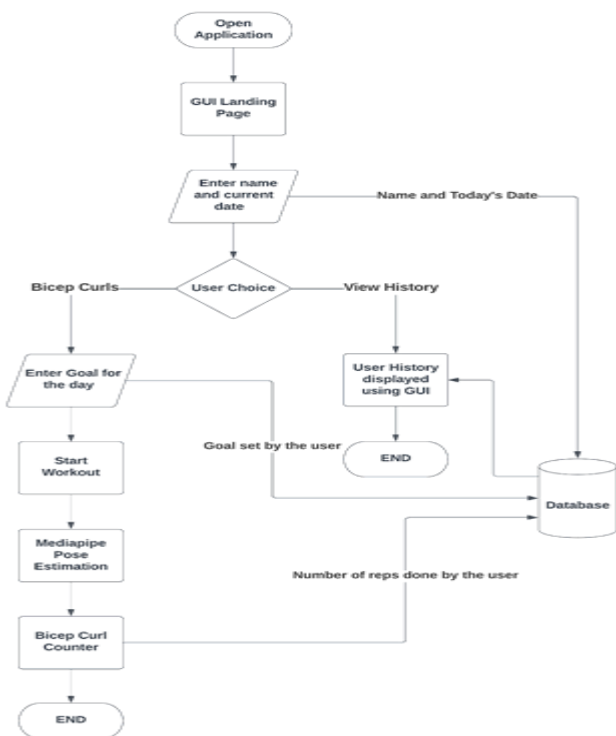 Open
Application
GUI Landing
Page
Enter name
and current
date
Name and Today's Date
Bicep Curls
User Choice
View History
Enter Goal for
the day
User History
displayed
using GUI
Goal set by the user
END
Start
Workout
Database
Mediapipe
Pose
Estimation
Number of reps done by the user
Bicep Curl
Counter
END